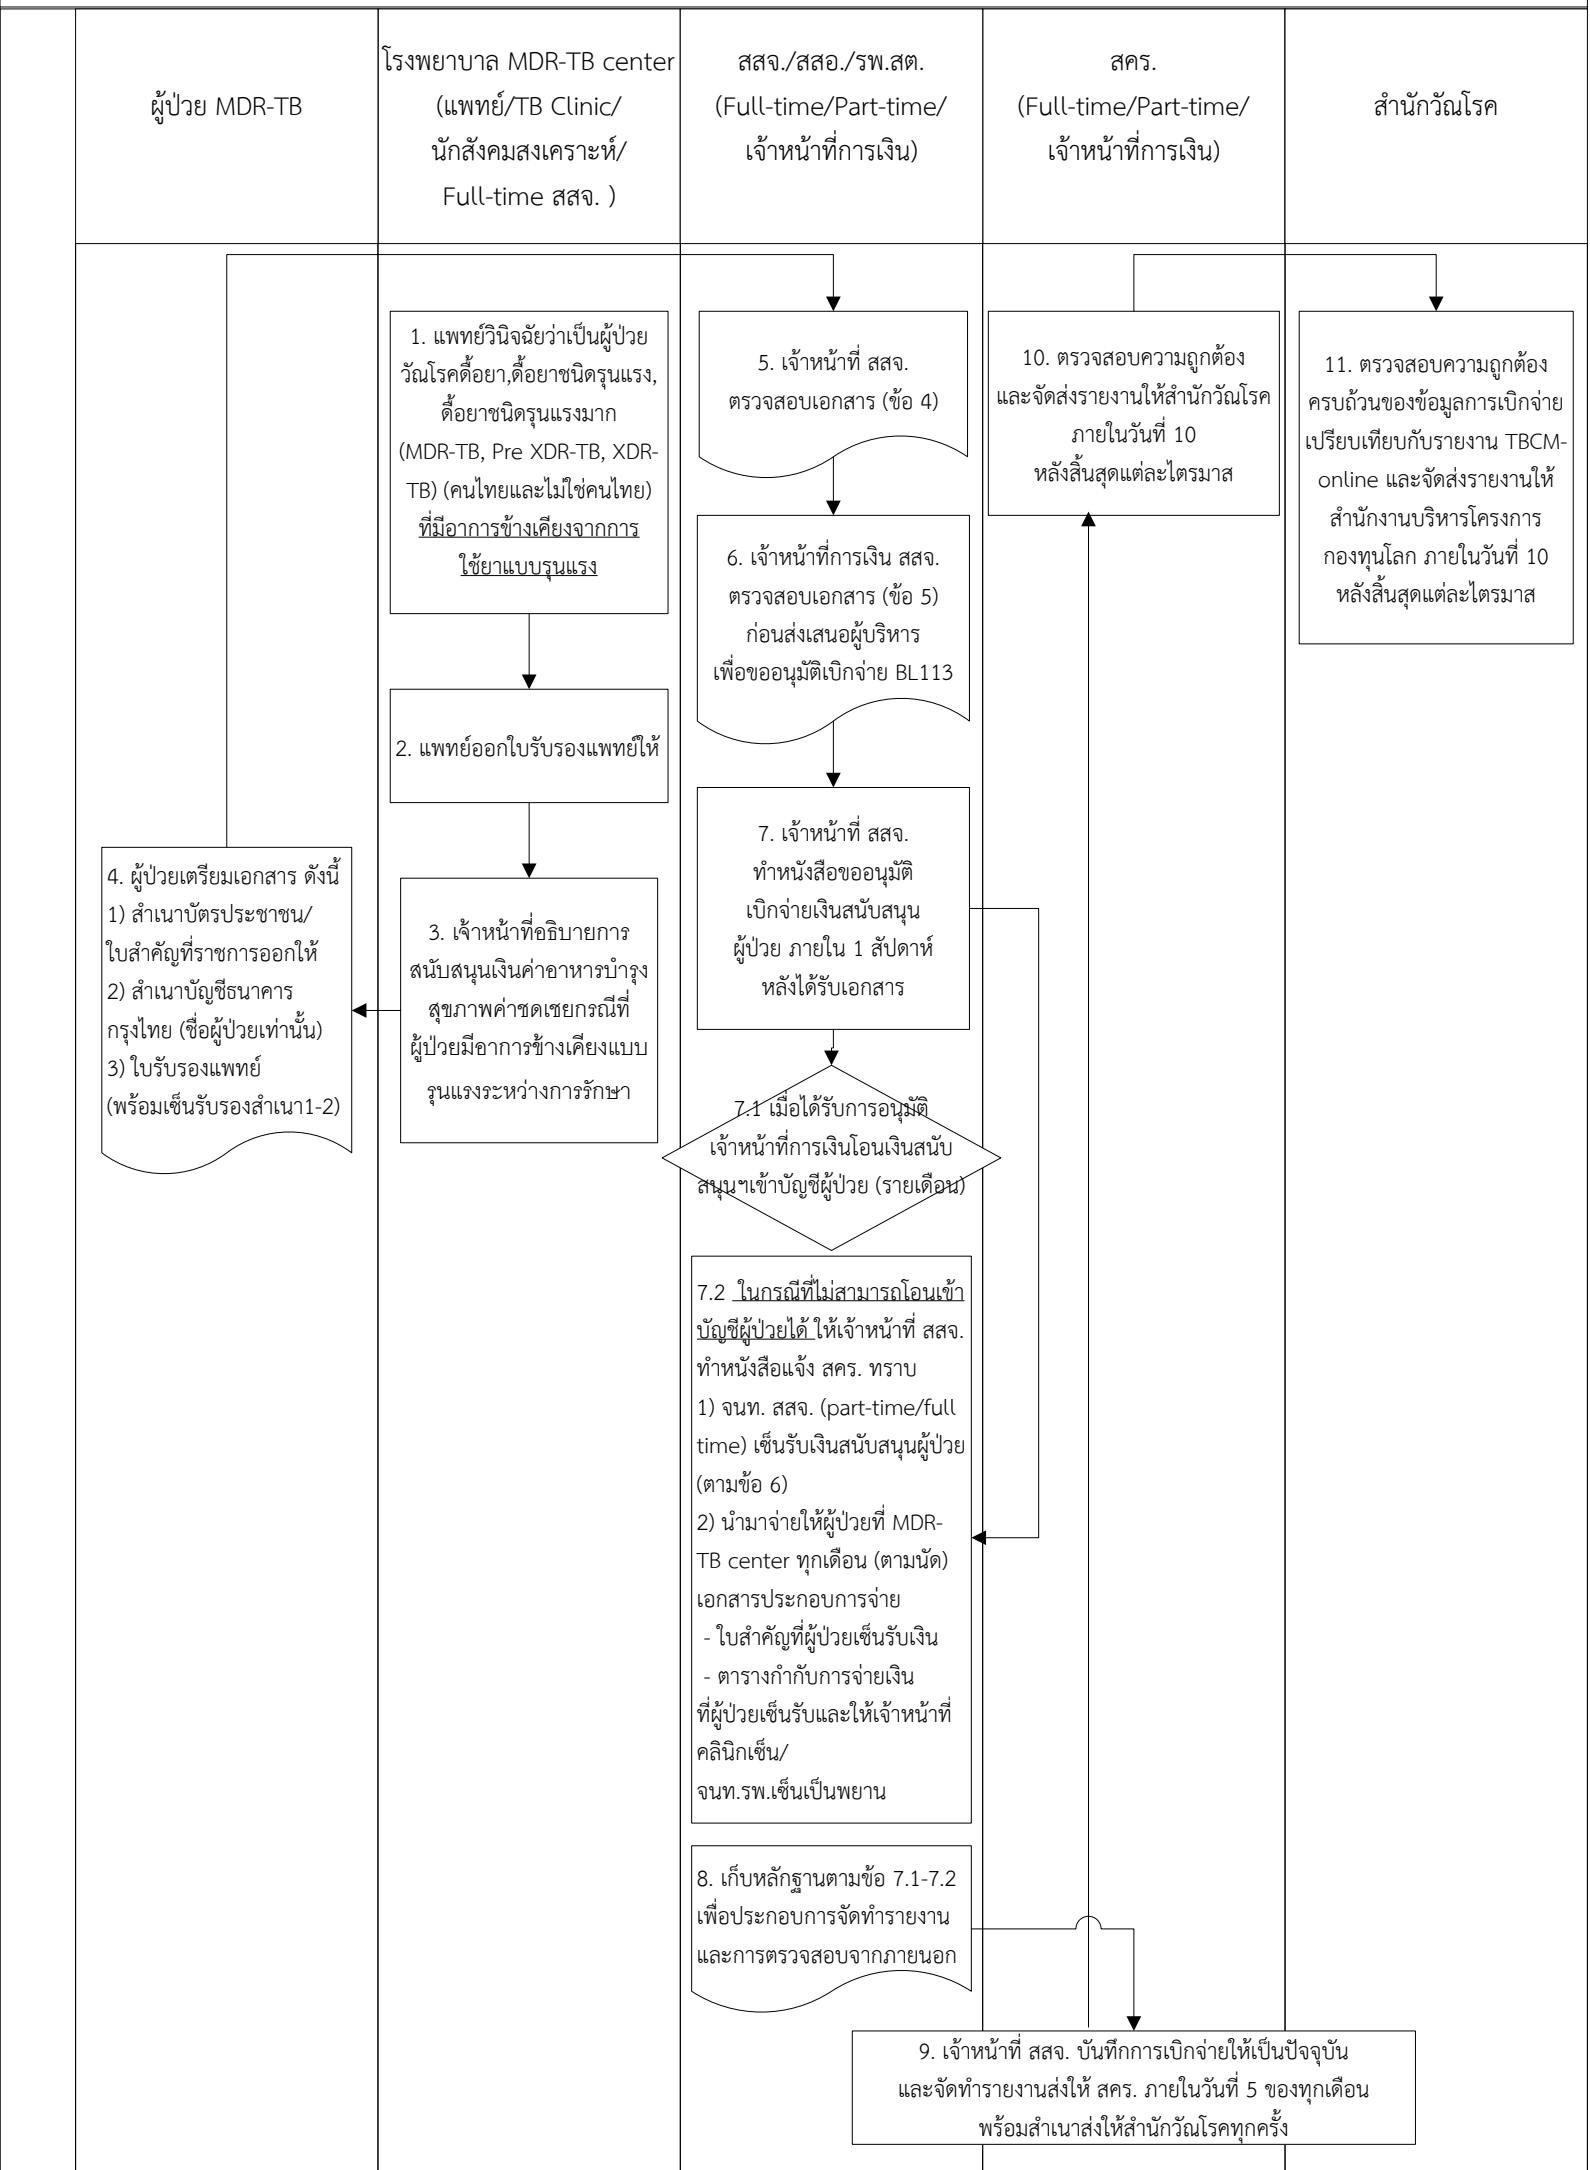 ผู้ป่วย MDR-TB
โรงพยาบาล MDR-TB center
(แพทย์/TB Clinic/
นักสังคมสงเคราะห์/
Full-time สสจ. )
สสจ./สสอ./รพ.สต.
(Full-time/Part-time/
เจ้าหน้าที่การเงิน)
สคร.
(Full-time/Part-time/
เจ้าหน้าที่การเงิน)
สำนักวัณโรค
1. แพทย์วินิจฉัยว่าเป็นผู้ป่วย
วัณโรคดื้อยา,ดื้อยาชนิดรุนแรง,
ดื้อยาชนิดรุนแรงมาก
(MDR-TB, Pre XDR-TB, XDR-
TB) (คนไทยและไม่ใช่คนไทย)
ที่มีอาการข้างเคียงจากการ
ใช้ยาแบบรุนแรง
2. แพทย์ออกใบรับรองแพทย์ให้
3. เจ้าหน้าที่อธิบายการ
สนับสนุนเงินค่าอาหารบำรุง
สุขภาพค่าชดเชยกรณีที่
ผู้ป่วยมีอาการข้างเคียงแบบ
รุนแรงระหว่างการรักษา
4. ผู้ป่วยเตรียมเอกสาร ดังนี้
1) สำเนาบัตรประชาชน/
ใบสำคัญที่ราชการออกให้
2) สำเนาบัญชีธนาคาร
กรุงไทย (ชื่อผู้ป่วยเท่านั้น)
3) ใบรับรองแพทย์
(พร้อมเซ็นรับรองสำเนา1-2)
5. เจ้าหน้าที่ สสจ.
ตรวจสอบเอกสาร (ข้อ 4)
6. เจ้าหน้าที่การเงิน สสจ.
ตรวจสอบเอกสาร (ข้อ 5)
ก่อนส่งเสนอผู้บริหาร
เพื่อขออนุมัติเบิกจ่าย BL113
7. เจ้าหน้าที่ สสจ.
ทำหนังสือขออนุมัติ
เบิกจ่ายเงินสนับสนุน
ผู้ป่วย ภายใน 1 สัปดาห์
หลังได้รับเอกสาร
7.1 เมื่อได้รับการอนุมัติ
เจ้าหน้าที่การเงินโอนเงินสนับ
สนุนฯเข้าบัญชีผู้ป่วย (รายเดือน)
7.2 ในกรณีที่ไม่สามารถโอนเข้า
บัญชีผู้ป่วยได้ ให้เจ้าหน้าที่ สสจ.
ทำหนังสือแจ้ง สคร. ทราบ
1) จนท. สสจ. (part-time/full
time) เซ็นรับเงินสนับสนุนผู้ป่วย
(ตามข้อ 6)
2) นำมาจ่ายให้ผู้ป่วยที่ MDR-
TB center ทุกเดือน (ตามนัด)
เอกสารประกอบการจ่าย
- ใบสำคัญที่ผู้ป่วยเซ็นรับเงิน
- ตารางกำกับการจ่ายเงิน
ที่ผู้ป่วยเซ็นรับและให้เจ้าหน้าที่
คลินิกเซ็น/
จนท.รพ.เซ็นเป็นพยาน
8. เก็บหลักฐานตามข้อ 7.1-7.2
เพื่อประกอบการจัดทำรายงาน
และการตรวจสอบจากภายนอก
9. เจ้าหน้าที่ สสจ. บันทึกการเบิกจ่ายให้เป็นปัจจุบัน
และจัดทำรายงานส่งให้ สคร. ภายในวันที่ 5 ของทุกเดือน
พร้อมสำเนาส่งให้สำนักวัณโรคทุกครั้ง
10. ตรวจสอบความถูกต้อง
และจัดส่งรายงานให้สำนักวัณโรค
ภายในวันที่ 10
หลังสิ้นสุดแต่ละไตรมาส
11. ตรวจสอบความถูกต้อง
ครบถ้วนของข้อมูลการเบิกจ่าย
เปรียบเทียบกับรายงาน TBCM-
online และจัดส่งรายงานให้
สำนักงานบริหารโครงการ
กองทุนโลก ภายในวันที่ 10
หลังสิ้นสุดแต่ละไตรมาส